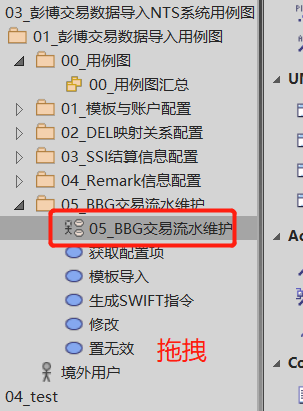 03_彭博交易数据导入NTS系统用例图
01_彭博交易数据导入用例图
00_用例图
00_用例图汇总
01_模板与账户配置
02_DEL映射关系配置
03_SSI结算信息配置
04_Remark信息配置
05_BBG交易流水维护
05_BBG交易流水维护
获取配置项
模板导入
生成SWIFT指令
修改
置无效
拖拽
境外用户
04_test
UM
Ac
Co